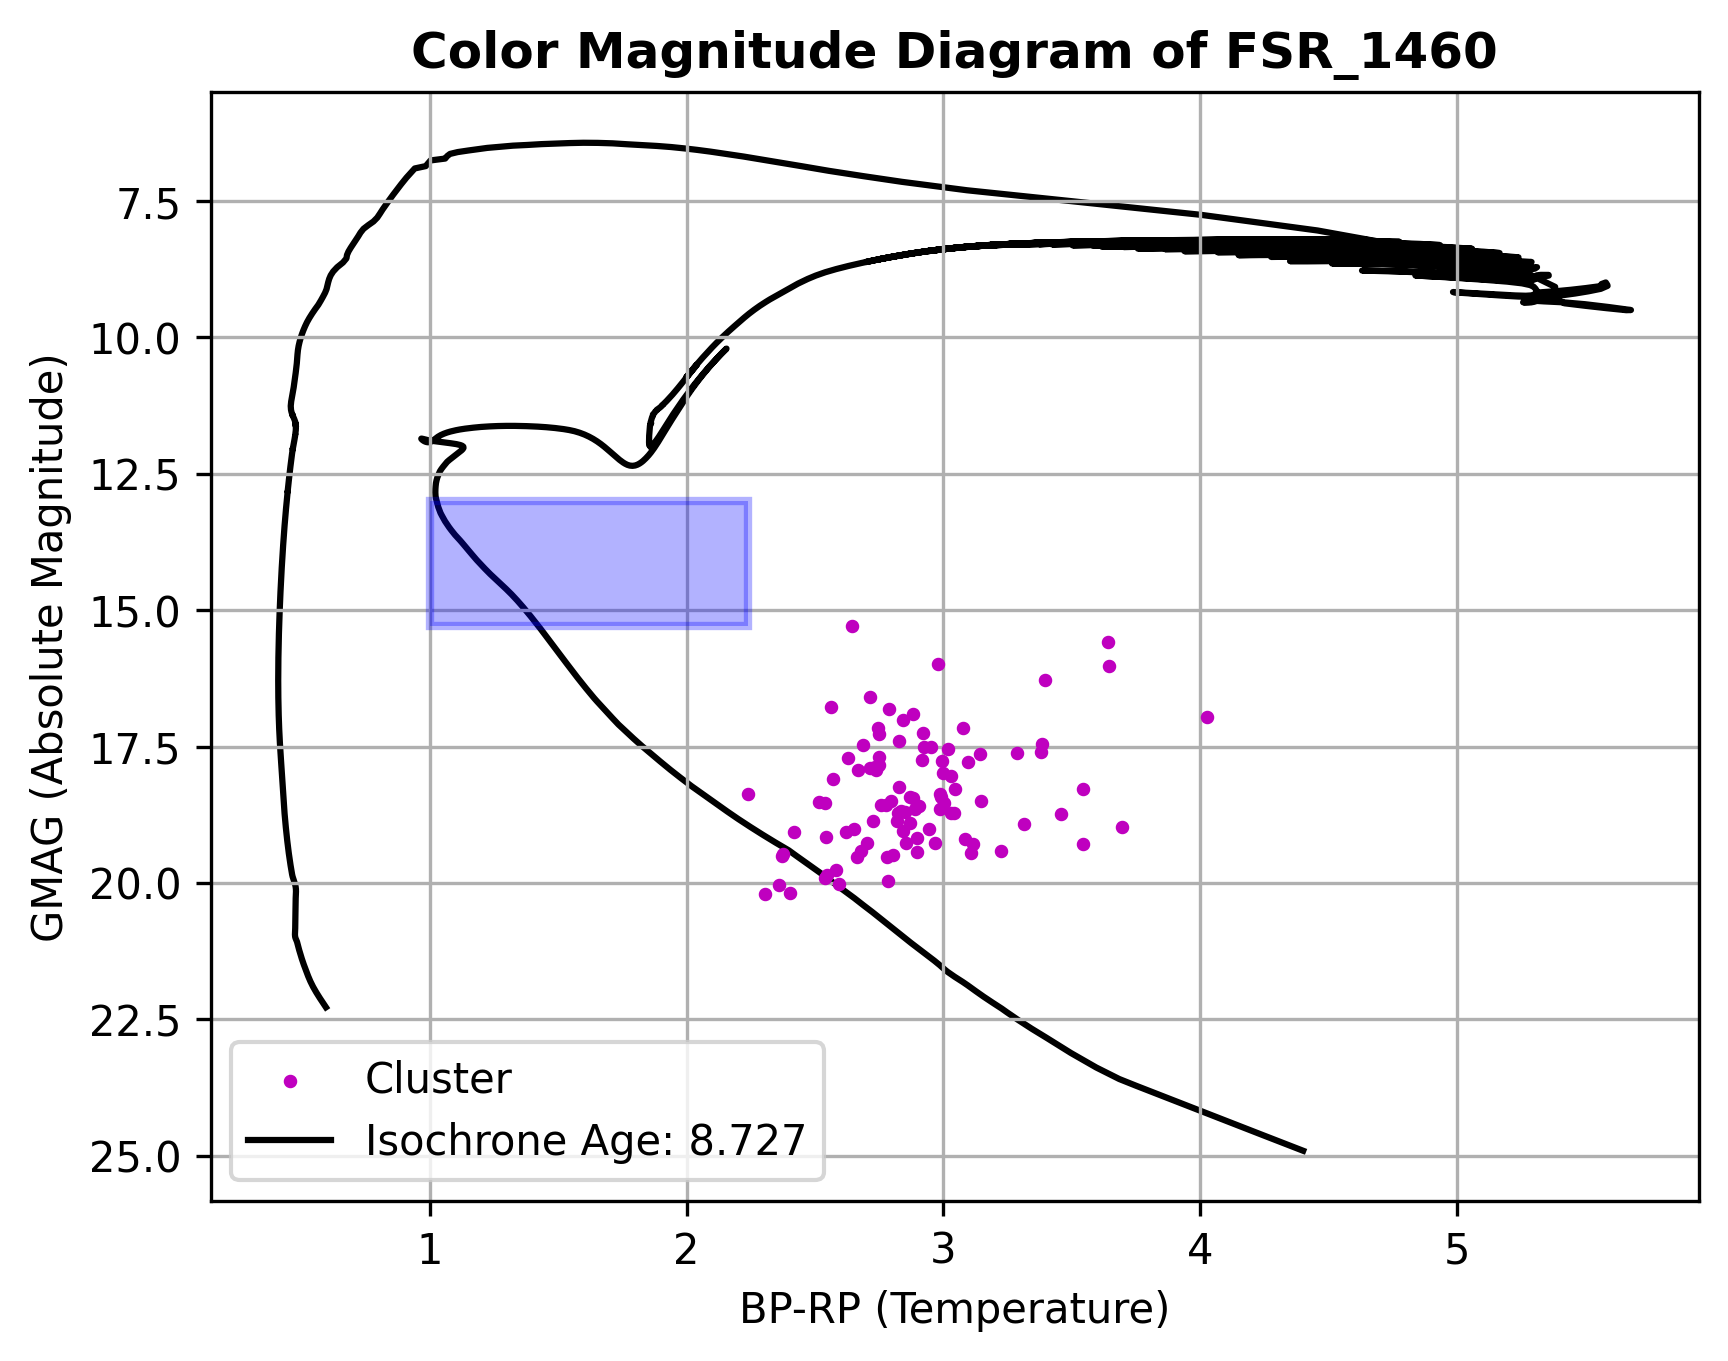 Color Magnitude Diagram of FSR_1460
GMAG (Absolute Magnitude)
7.5
10.0
12.5
15.0
17.5
20.0
22.5
25.0
Cluster
Isochrone Age: 8.727
1 2 3 4 5
BP-RP (Temperature)